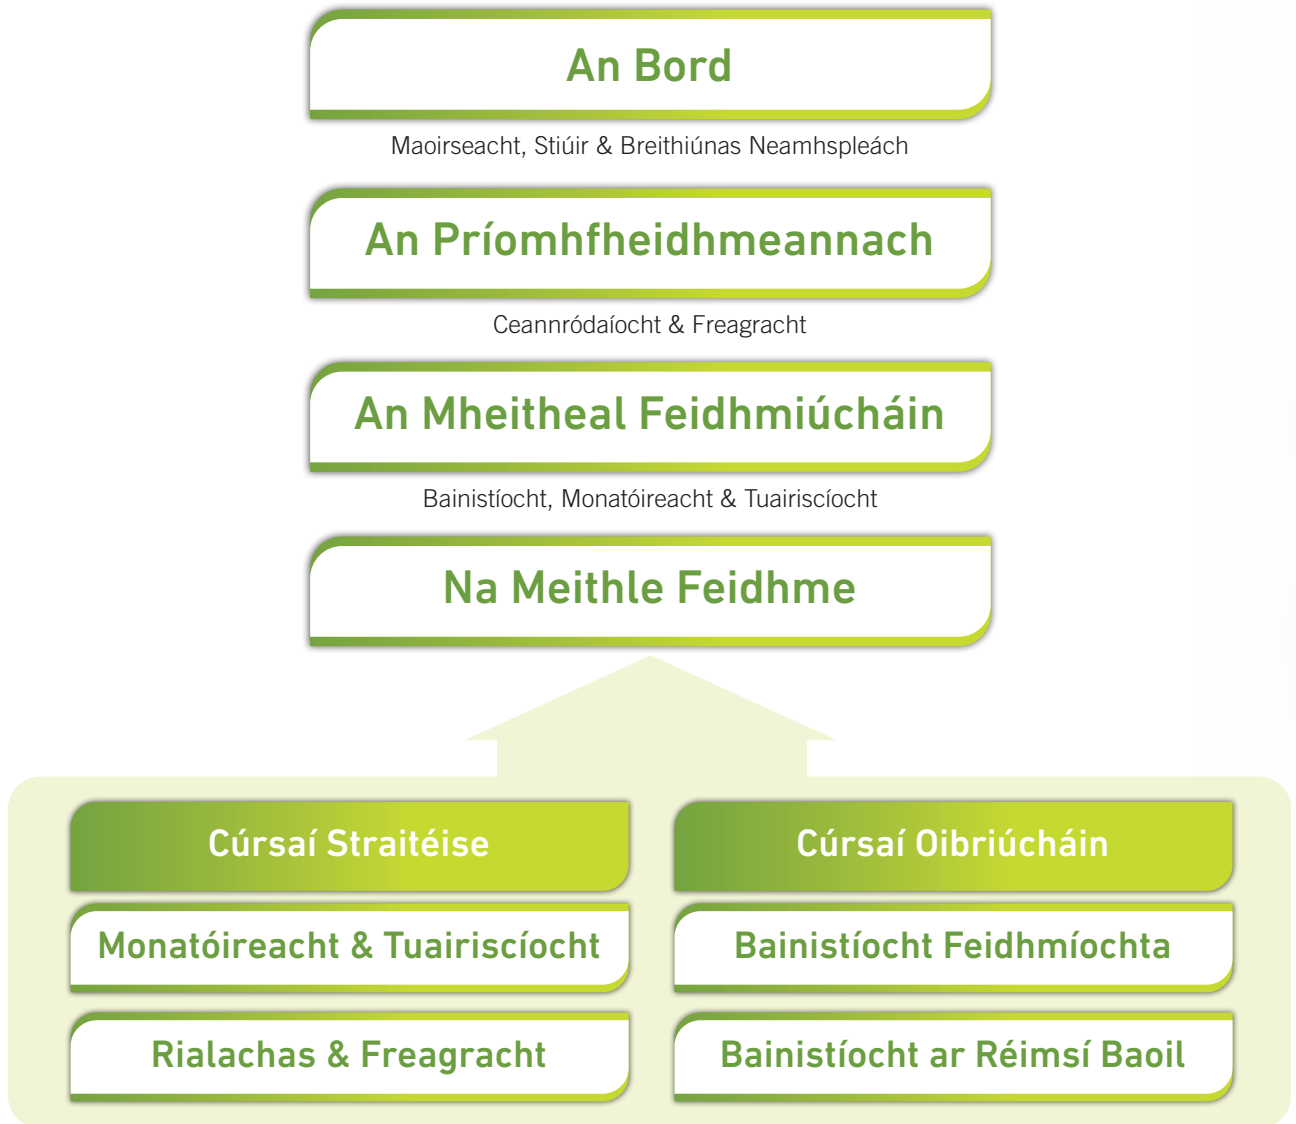 An Bord
Maoirseacht, Stiúir & Breithiúnas Neamhspleách
An Príomhfheidhmeannach
Ceannródaíocht & Freagracht
An Mheitheal Feidhmiúcháin
Bainistíocht, Monatóireacht & Tuairiscíocht
Na Meithle Feidhme
Cúrsaí Straitéise
Monatóireacht & Tuairiscíocht
Rialachas & Freagracht
Cúrsaí Oibriúcháin
Bainistíocht Feidhmíochta
Bainistíocht ar Réimsí Baoil